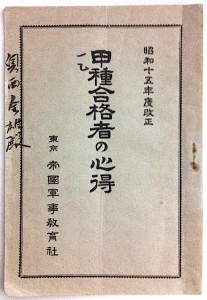 昭和十五年度改正
甲種合格者の心得
東京 帝國軍事教育社